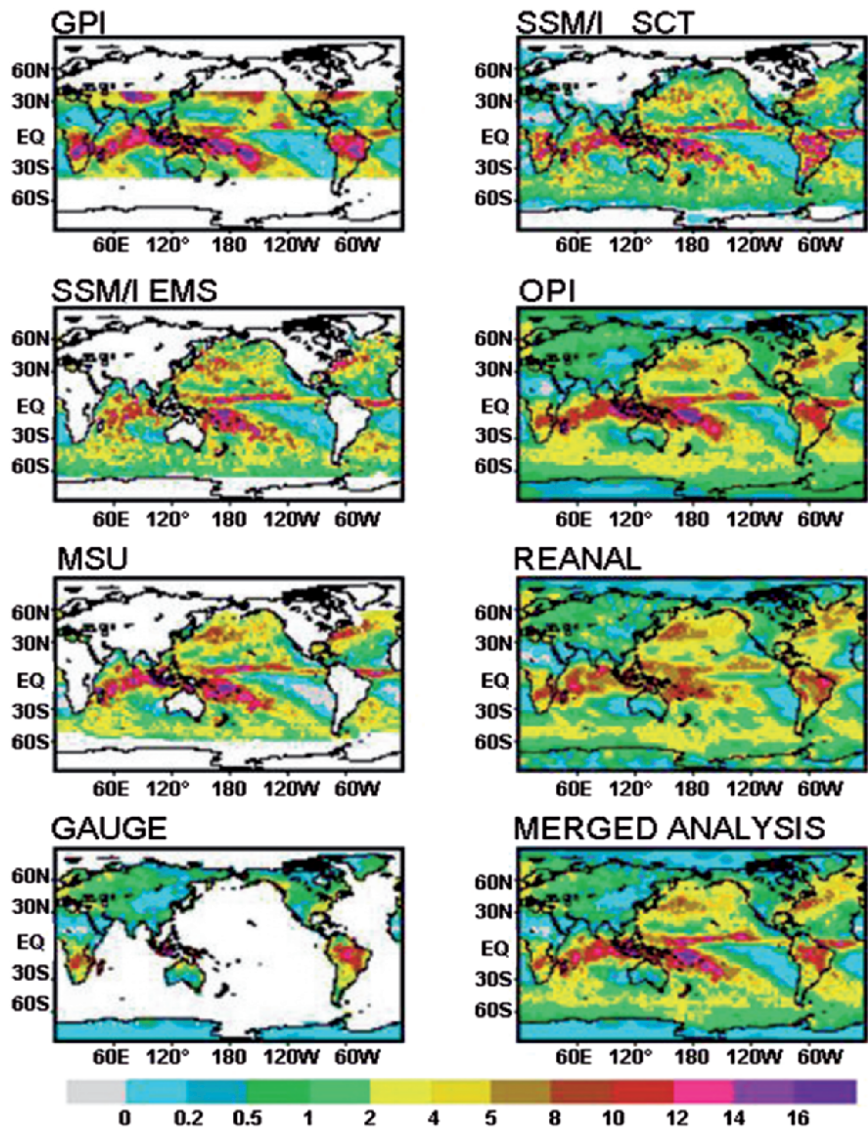 GPI
SSM/I SCT
60N
30N
EQ
30S
60S
60E 120° 180 120W 60W
60N
30N
EQ
30S
60S
60E 120° 180 120W 60W
SSM/I EMS
OPI
60N
30N
EQ
30S
60S
60E 120° 180 120W 60W
60N
30N
EQ
30S
60S
60E 120° 180 120W 60W
MSU
REANAL
60N
30N
EQ
30S
60S
60E 120° 180 120W 60W
60N
30N
EQ
30S
60S
60E 120° 180 120W 60W
GAUGE
MERGED ANALYSIS
60N
30N
EQ
30S
60S
60E 120° 180 120W 60W
60N
30N
EQ
30S
60S
60E 120° 180 120W 60W
0 0.2 0.5 1 2 4 5 8 10 12 14 16